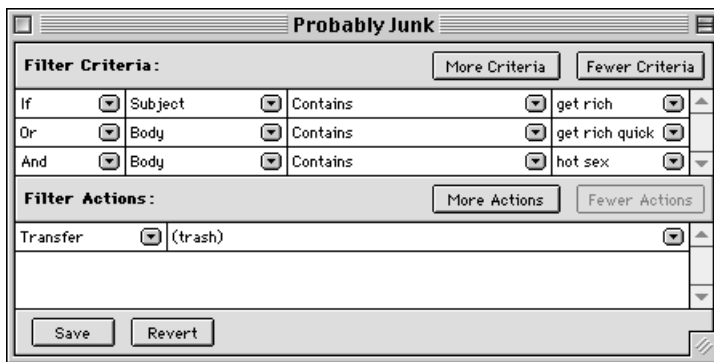 Probably Junk
Filter Criteria: More Criteria Fewer Criteria
If Subject Contains get rich
Or Body Contains get rich quick
And Body Contains hot sex
Filter Actions: More Actions Fewer Actions
Transfer (trash)
Save Revert